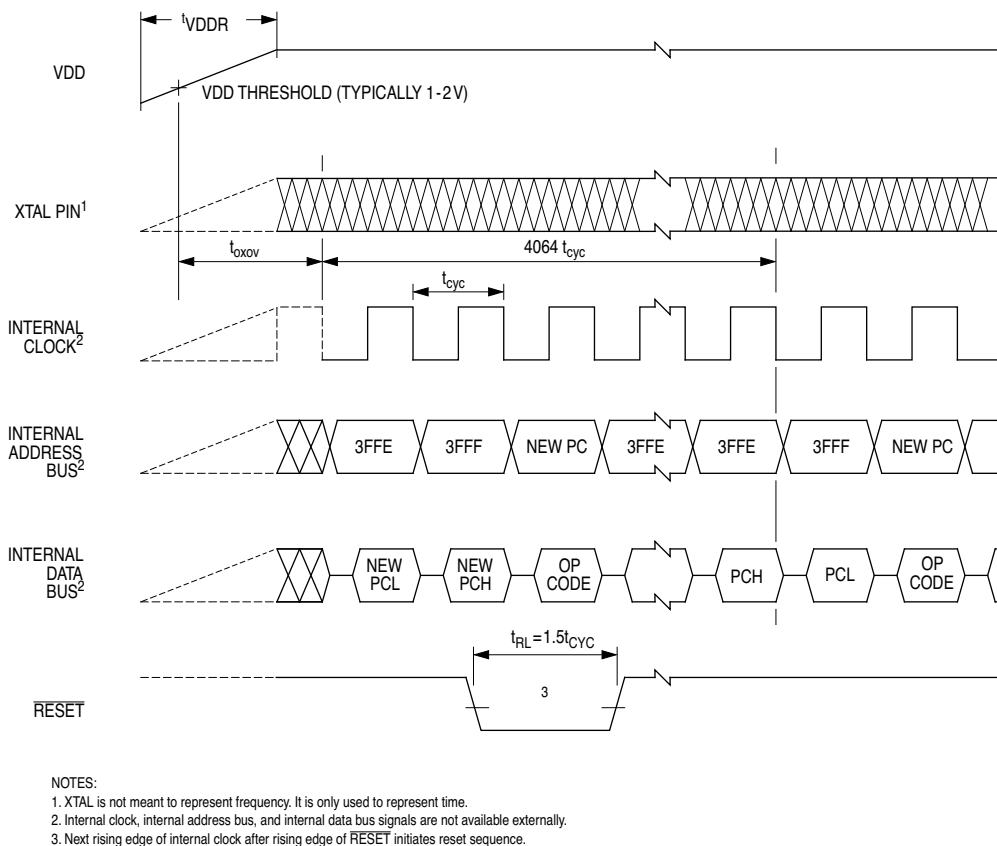 tVDDR
VDD
VDD THRESHOLD (TYPICALLY 1-2 V)
XTAL PIN1
toxov
4064 tcyc
tcyc
INTERNAL
CLOCK2
INTERNAL
ADDRESS
BUS2
3FFE
3FFF
NEW PC
3FFE
3FFE
3FFF
NEW PC
INTERNAL
DATA
BUS2
NEW
PCL
NEW
PCH
OP
CODE
PCH
PCL
OP
CODE
tRL=1.5tCYC
3
RESET
NOTES:
1. XTAL is not meant to represent frequency. It is only used to represent time.
2. Internal clock, internal address bus, and internal data bus signals are not available externally.
3. Next rising edge of internal clock after rising edge of RESET initiates reset sequence.